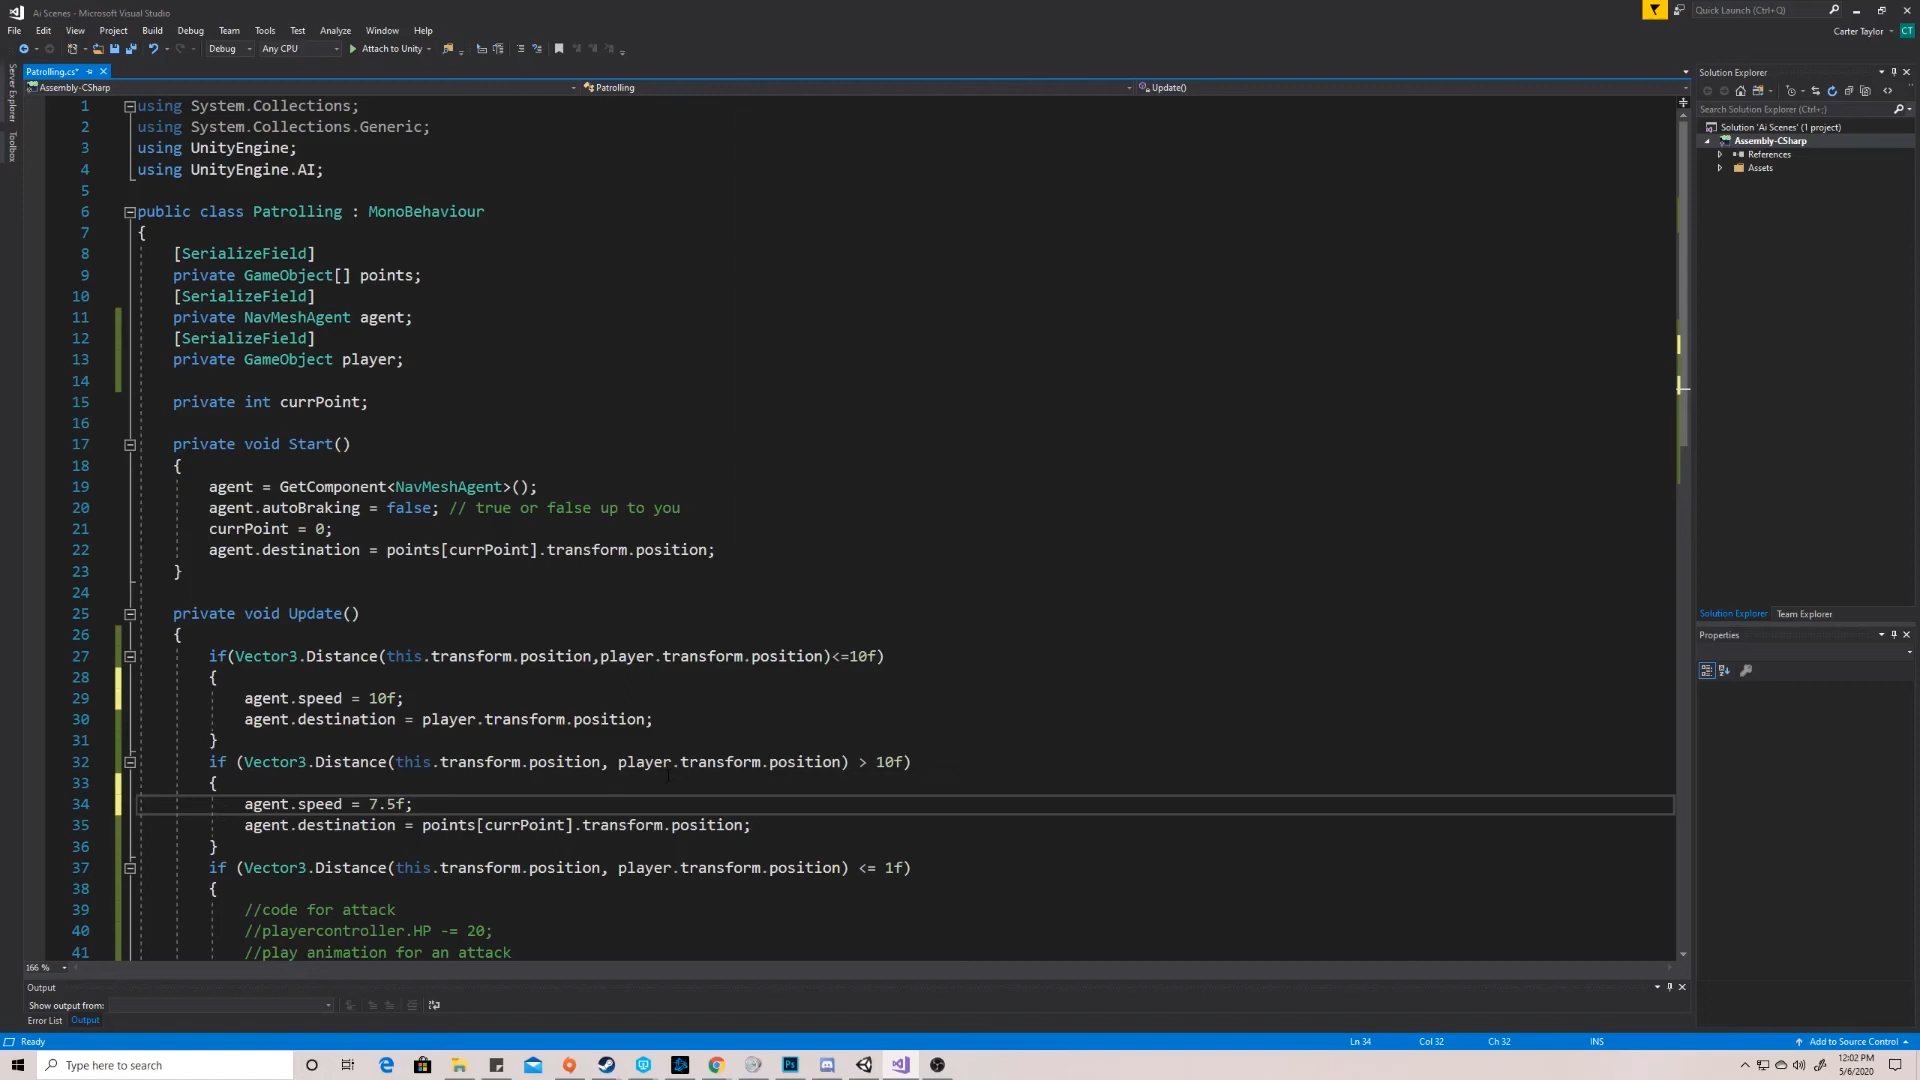 Ai Scenes - Microsoft Visual Studio
Quick Launch (Ctrl+Q)
File Edit View Project Build Debug Team Tools Test Analyze Window Help
Carter Taylor CT
Debug Any CPU Attach to Unity
Server Explorer
Toolbox
Patrolling.cs*
Assembly-CSharp Patrolling Update()
1 using System.Collections;
2 using System.Collections.Generic;
3 using UnityEngine;
4 using UnityEngine.AI;
5
6 public class Patrolling : MonoBehaviour
7 {
8 [SerializeField]
9 private GameObject[] points;
10 [SerializeField]
11 private NavMeshAgent agent;
12 [SerializeField]
13 private GameObject player;
14
15 private int currPoint;
16
17 private void Start()
18 {
19 agent = GetComponent<NavMeshAgent>();
20 agent.autoBraking = false; // true or false up to you
21 currPoint = 0;
22 agent.destination = points[currPoint].transform.position;
23 }
24
25 private void Update()
26 {
27 if(Vector3.Distance(this.transform.position,player.transform.position)<=10f)
28 {
29 agent.speed = 10f;
30 agent.destination = player.transform.position;
31 }
32 if (Vector3.Distance(this.transform.position, player.transform.position) > 10f)
33 {
34 agent.speed = 7.5f;
35 agent.destination = points[currPoint].transform.position;
36 }
37 if (Vector3.Distance(this.transform.position, player.transform.position) <= 1f)
38 {
39 //code for attack
40 //playercontroller.HP -= 20;
41 //play animation for an attack
166 %
Solution Explorer
Search Solution Explorer (Ctrl+;)
Solution 'Ai Scenes' (1 project)
Assembly-CSharp
References
Assets
Solution Explorer Team Explorer
Properties
Output
Show output from:
Error List Output
Ready Ln 34 Col 32 Ch 32 INS Add to Source Control
Type here to search
12:02 PM
5/6/2020